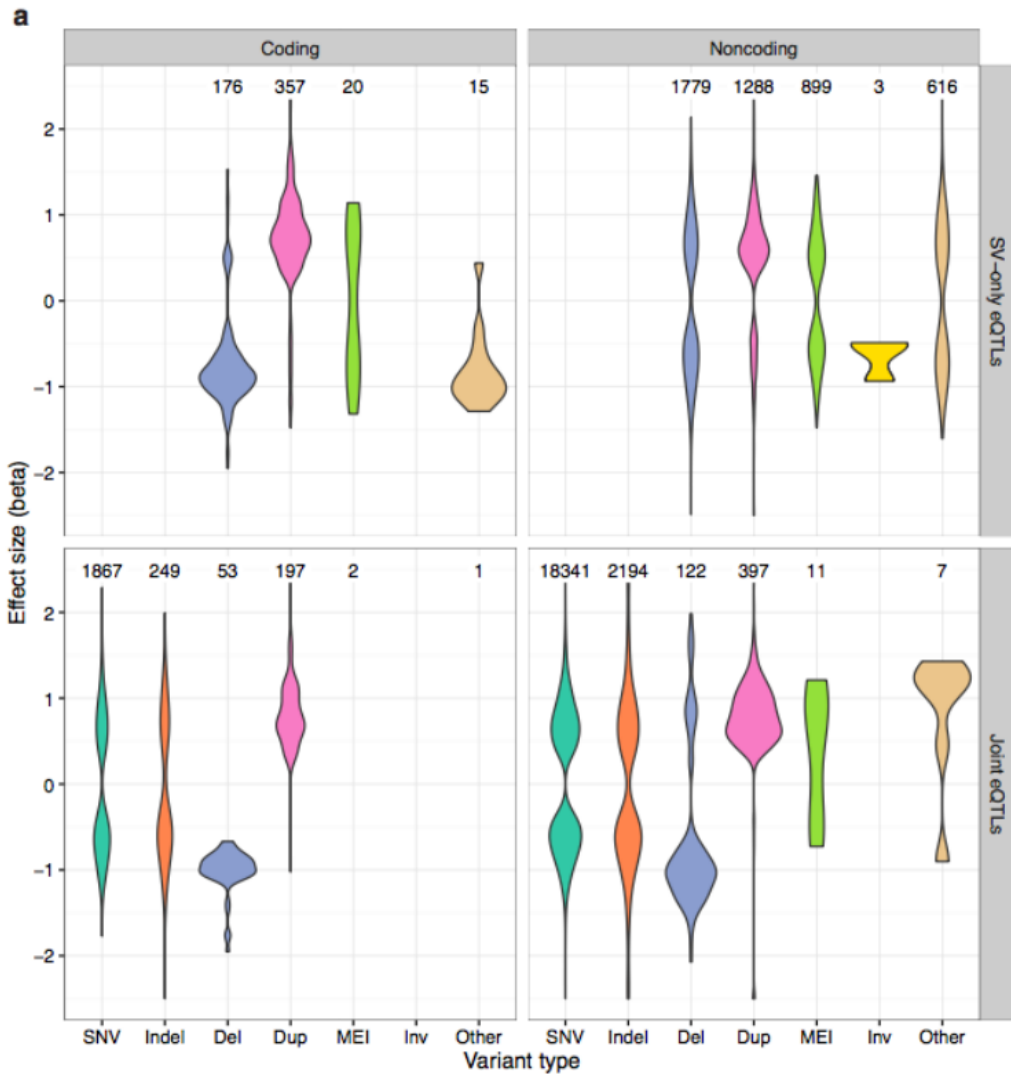 a
Coding Noncoding
176 357 20 15 1779 1288 899 3 616
2 
1
0
−1
−2
SV−only eQTLs
Effect size (beta)
1867 249 53 197 2 1 18341 2194 122 397 11 7
2
1
0
−1
−2
Joint eQTLs
SNV Indel Del Dup MEI Inv Other SNV Indel Del Dup MEI Inv Other
Variant type